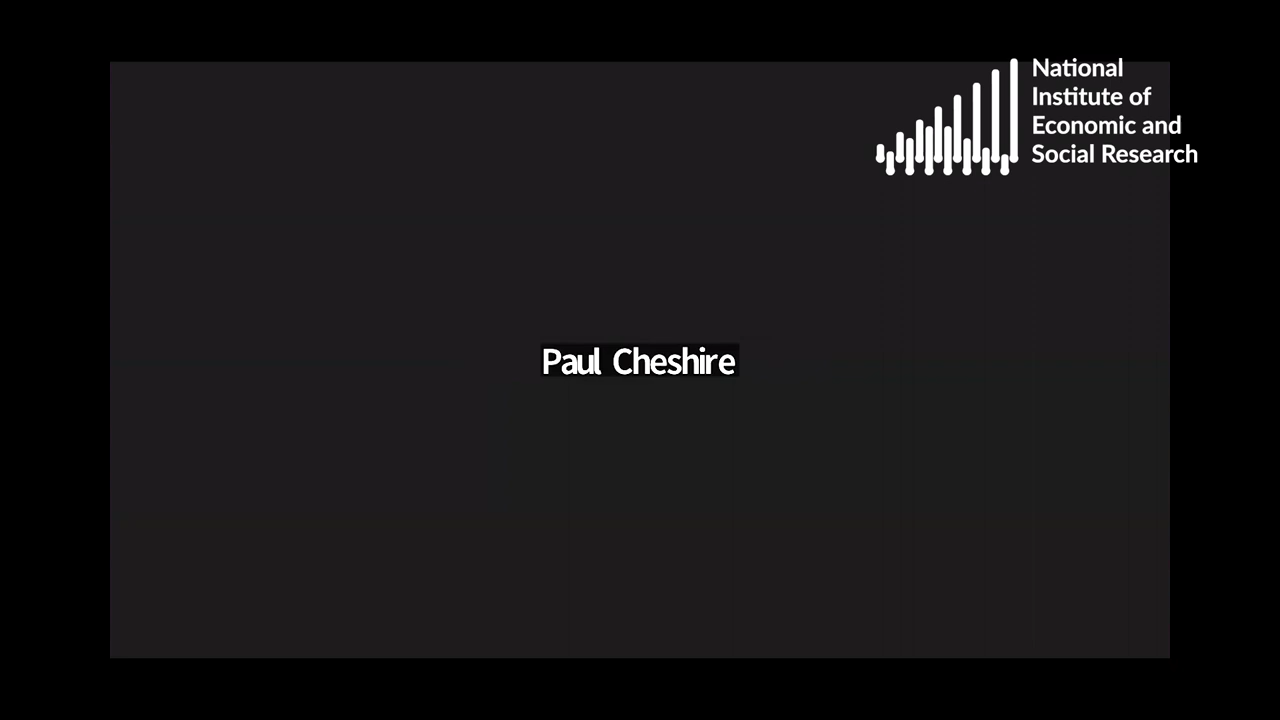 National
Institute of
Economic and
Social Research
Paul Cheshire